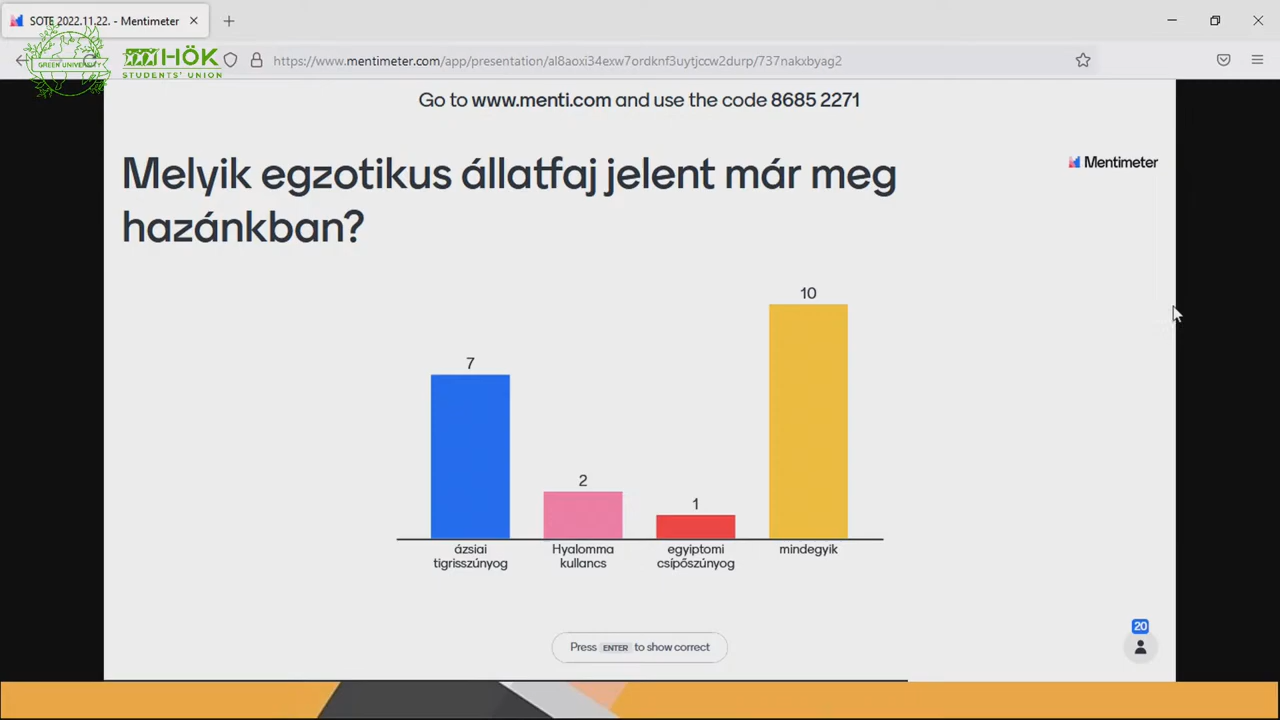 SOTE 2022.11.22. - Mentimeter
GREEN UNIVERSITY
HÖK
STUDENTS' UNION
https://www.mentimeter.com/app/presentation/al8aoxi34exw7ordknf3uytjccw2durp/737nakxbyag2
Go to www.menti.com and use the code 8685 2271
Melyik egzotikus állatfaj jelent már meg
hazánkban?
Mentimeter
10
7
2
1
ázsiai
tigrisszúnyog
Hyalomma
kullancs
egyiptomi
csípőszúnyog
mindegyik
20
Press ENTER to show correct